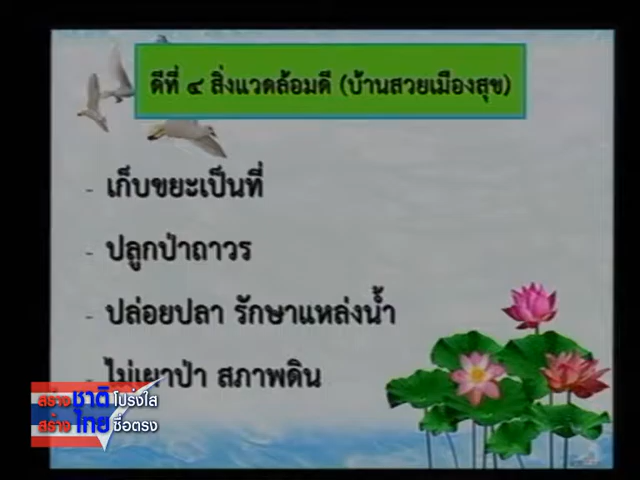 ดีที่ ๔ สิ่งแวดล้อมดี (บ้านสวยเมืองสุข)
- เก็บขยะเป็นที่
- ปลูกป่าถาวร
- ปล่อยปลา รักษาแหล่งน้ำ
- ไม่เผาป่า สภาพดิน
สร้างชาติ โปร่งใส
สร้างไทย ซื่อตรง